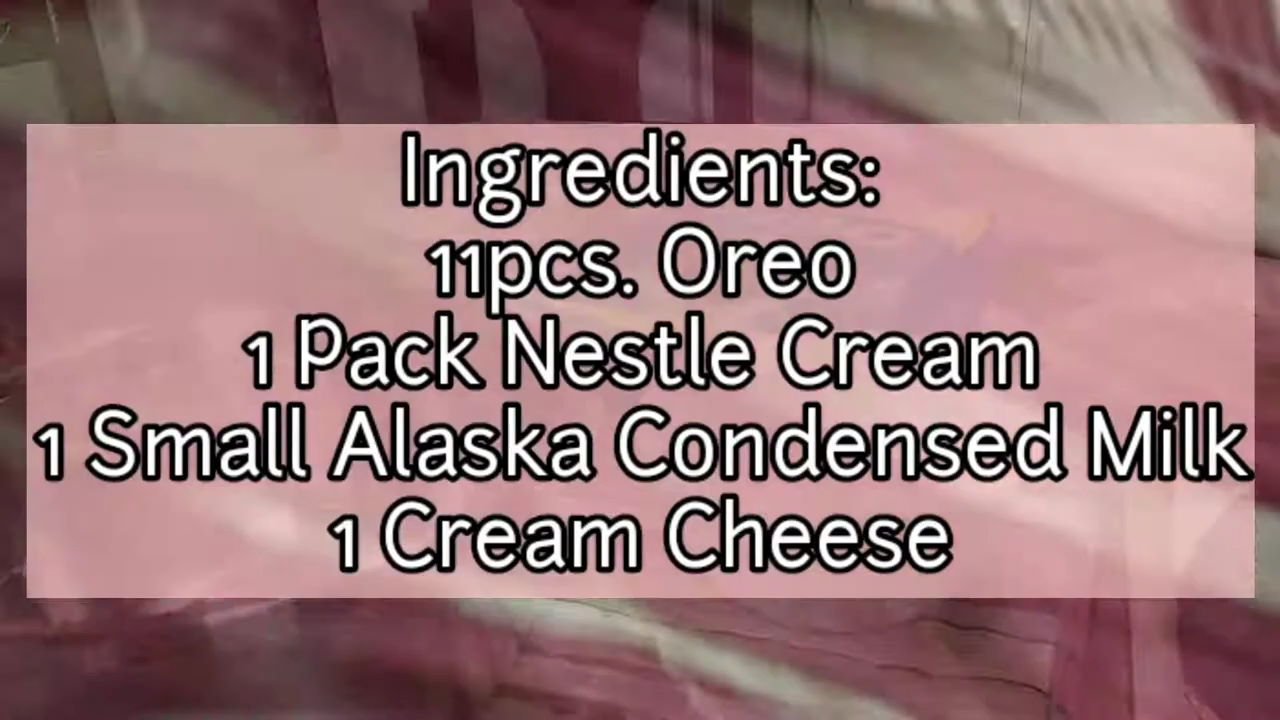 Ingredients:
11pcs. Oreo
1 Pack Nestle Cream
1 Small Alaska Condensed Milk
1 Cream Cheese